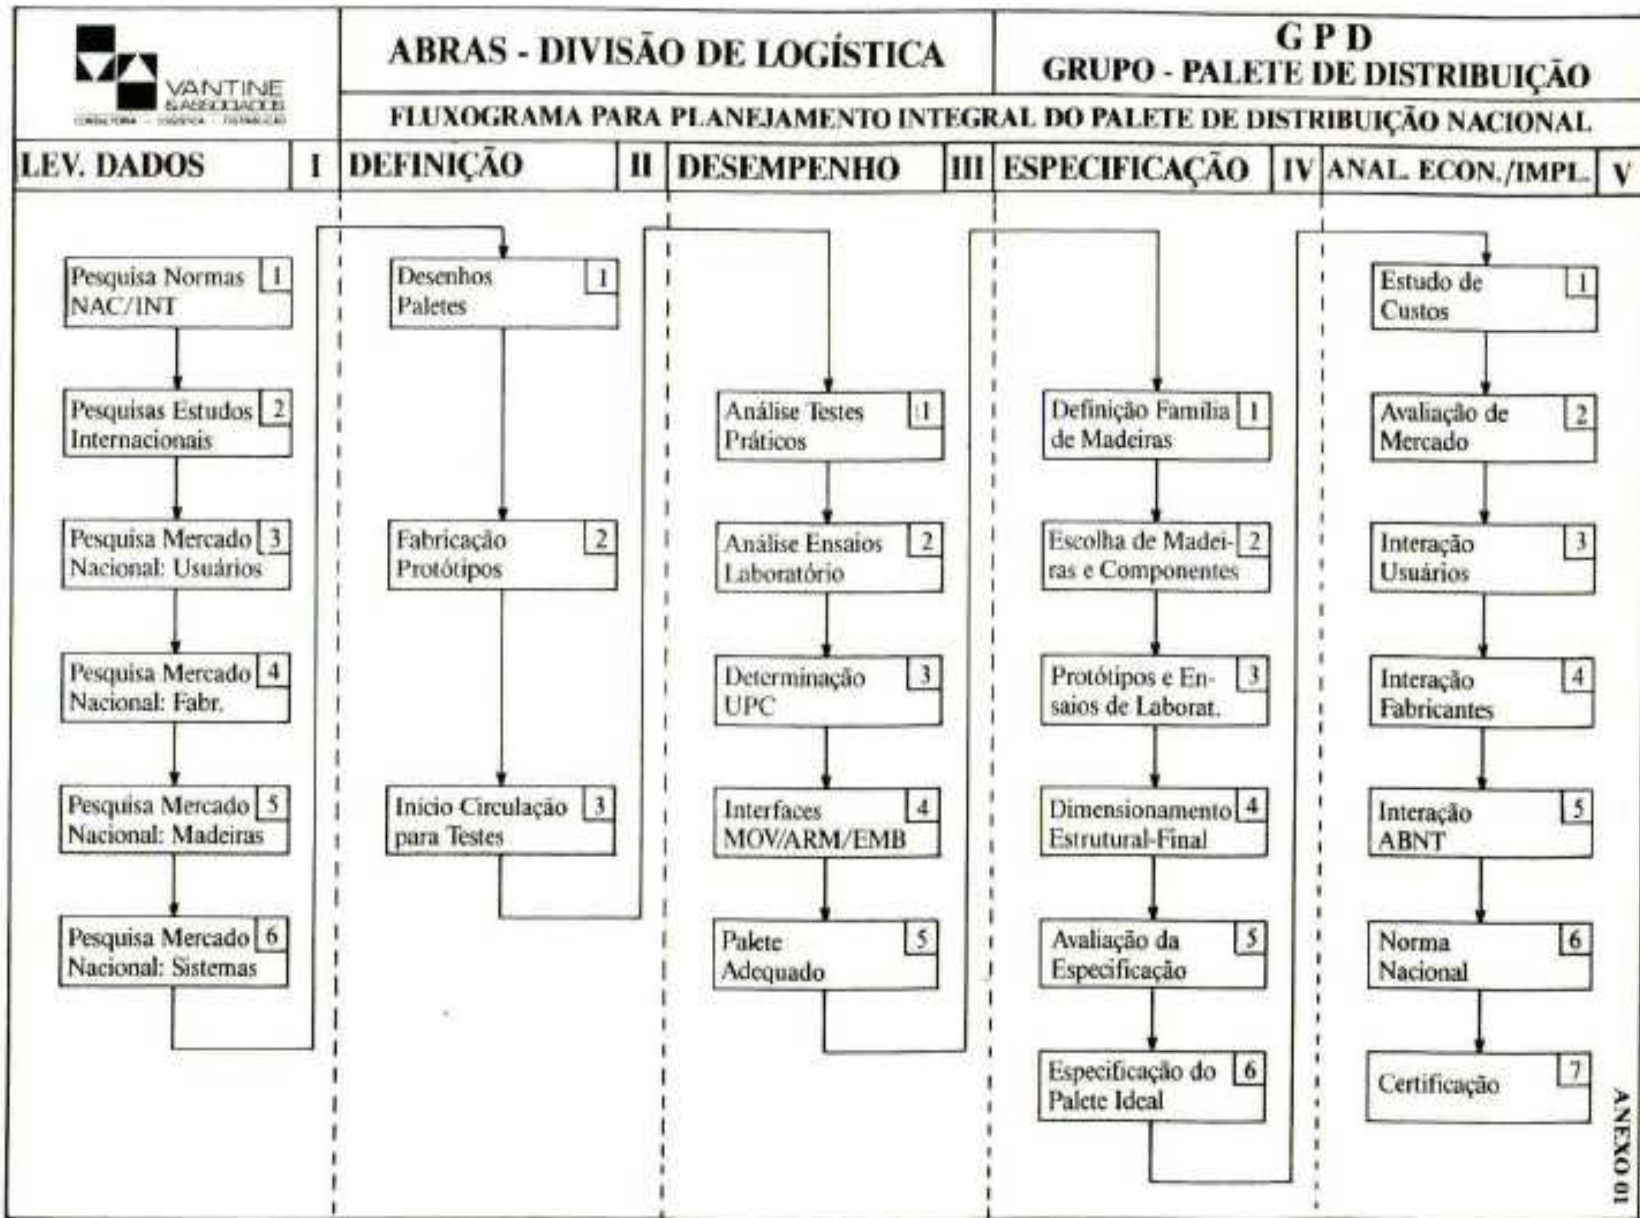 VANTINE
& ASSOCIADOS
CONSULTORIA - LOGÍSTICA - DISTRIBUIÇÃO
ABRAS - DIVISÃO DE LOGÍSTICA
G P D
GRUPO - PALETE DE DISTRIBUIÇÃO
FLUXOGRAMA PARA PLANEJAMENTO INTEGRAL DO PALETE DE DISTRIBUIÇÃO NACIONAL
LEV. DADOS I
DEFINIÇÃO II
DESEMPENHO III
ESPECIFICAÇÃO IV
ANAL. ECON./IMPL. V
Pesquisa Normas 1
NAC/INT
Pesquisas Estudos 2
Internacionais
Pesquisa Mercado 3
Nacional: Usuários
Pesquisa Mercado 4
Nacional: Fabr.
Pesquisa Mercado 5
Nacional: Madeiras
Pesquisa Mercado 6
Nacional: Sistemas
Desenhos 1
Paletes
Fabricação 2
Protótipos
Inicio Circulação 3
para Testes
Análise Testes 1
Práticos
Análise Ensaios 2
Laboratório
Determinação 3
UPC
Interfaces 4
MOV/ARM/EMB
Palete 5
Adequado
Definição Família 1
de Madeiras
Escolha de Madei- 2
ras e Componentes
Protótipos e En- 3
saios de Laborat.
Dimensionamento 4
Estrutural-Final
Avaliação da 5
Especificação
Especificação do 6
Palete Ideal
Estudo de 1
Custos
Avaliação de 2
Mercado
Interação 3
Usuários
Interação 4
Fabricantes
Interação 5
ABNT
Norma 6
Nacional
Certificação 7
ANEXO 01